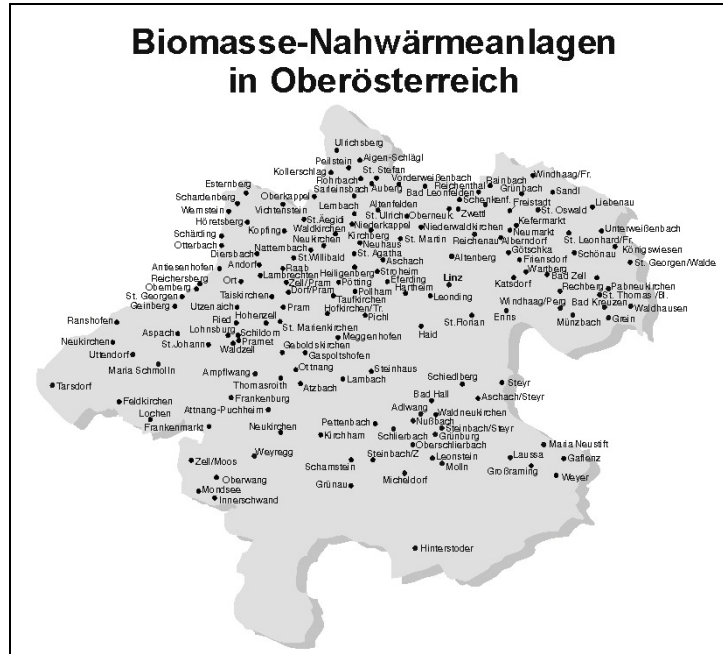 Biomasse-Nahwärmeanlagen
in Oberösterreich
Ulrichsberg
Aigen-Schlägl
Peilstein
St. Stefan
Kollerschlag
Rohrbach
Vorderweißenbach
Auberg
Sarleinsbach
Bad Leonfelden
Reichenthal
Rainbach
Windhaag/Fr.
Grünbach
Sandl
Esternberg
Oberkappel
Schardenberg
Vichtenstein
Lembach
Altenfelden
Schenkenf.
Freistadt
Liebenau
Wernstein
St. Ägidi
St. Ulrich
Oberneuk.
Zwettl
St. Oswald
Höretsberg
Kopfing
Waldkirchen
Niederkappel
Niederwaldkirchen
Kefermarkt
Unterweißenbach
Schärding
Neukirchen
Kirchberg
St. Martin
Reichenau
Alberndorf
Neumarkt
St. Leonhard/Fr.
Königswiesen
Otterbach
Nattembach
Neuhaus
Götschka
Schönau
Diersbach
St. Willibald
St. Agatha
Altenberg
Friensdorf
St. Georgen/Walde
Antiesenhofen
Andorf
Raab
Aschach
Wartberg
Bad Zell
Reichersberg
Lambrechten
Heiligenberg
Stroheim
Linz
Katsdorf
Rechberg
Pabneukirchen
Obernberg
Ort
Zell/Pram
Pötting
Eferding
St. Thomas/Bl.
St. Georgen
Taiskirchen
Dorf/Pram
Pollham
Hartheim
Leonding
Windhaag/Perg
Bad Kreuzen
Waldhausen
Geinberg
Utzenaich
Pram
Taufkirchen
Hofkirchen/Tr.
Pichl
St. Florian
Enns
Münzbach
Grein
Ranshofen
Ried
Hohenzell
St. Marienkirchen
Haid
Neukirchen
Aspach
Lohnsburg
Schildorn
Meggenhofen
Uttendorf
St. Johann
Pramet
Waldzell
Geboldskirchen
Gaspoltshofen
Maria Schmolln
Ampflwang
Ottnang
Steinhaus
Tarsdorf
Thomasroith
Atzbach
Lambach
Schiedlberg
Steyr
Feldkirchen
Frankenburg
Bad Hall
Aschach/Steyr
Lochen
Attnang-Puchheim
Adlwang
Waldneukirchen
Frankenmarkt
Neukirchen
Pettenbach
Nußbach
Steinbach/Steyr
Kirchham
Schlierbach
Grünburg
Oberschlierbach
Maria Neustift
Zell/Moos
Weyregg
Scharnstein
Steinbach/Z
Leonstein
Laussa
Gaflenz
Oberwang
Molln
Großraming
Mondsee
Grünau
Micheldorf
Weyer
Innerschwand
Hinterstoder